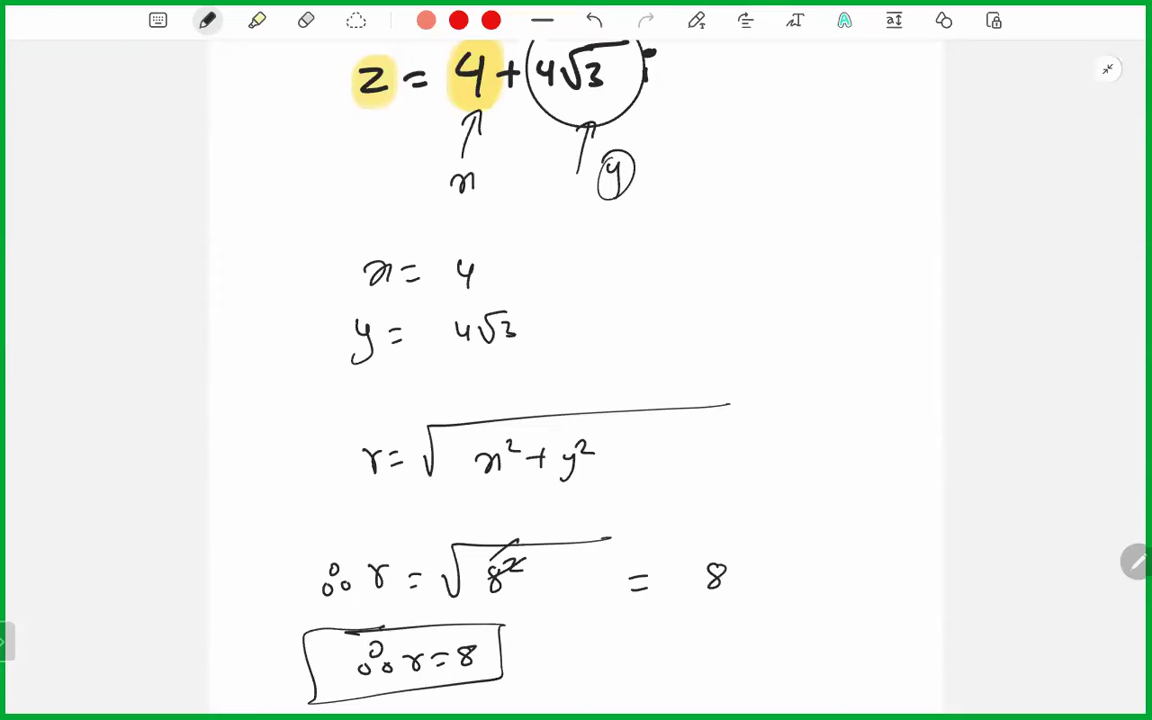 z = 4 + 4√3 i
x y
x = 4
y = 4√3
r = √x² + y²
∴ r = √8² = 8
∴ r = 8